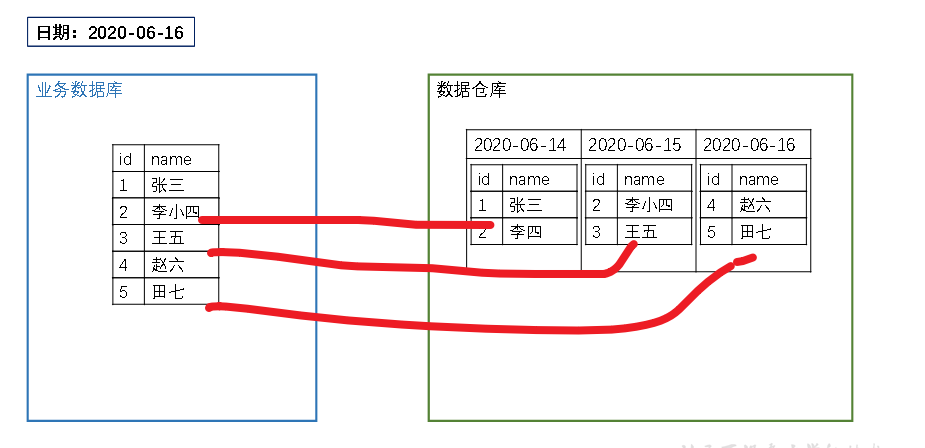 日期：2020-06-16
业务数据库
id name
1 张三
2 李小四
3 王五
4 赵六
5 田七
数据仓库
2020-06-14 2020-06-15 2020-06-16
id name id name id name
1 张三 2 李小四 4 赵六
2 李四 3 王五 5 田七